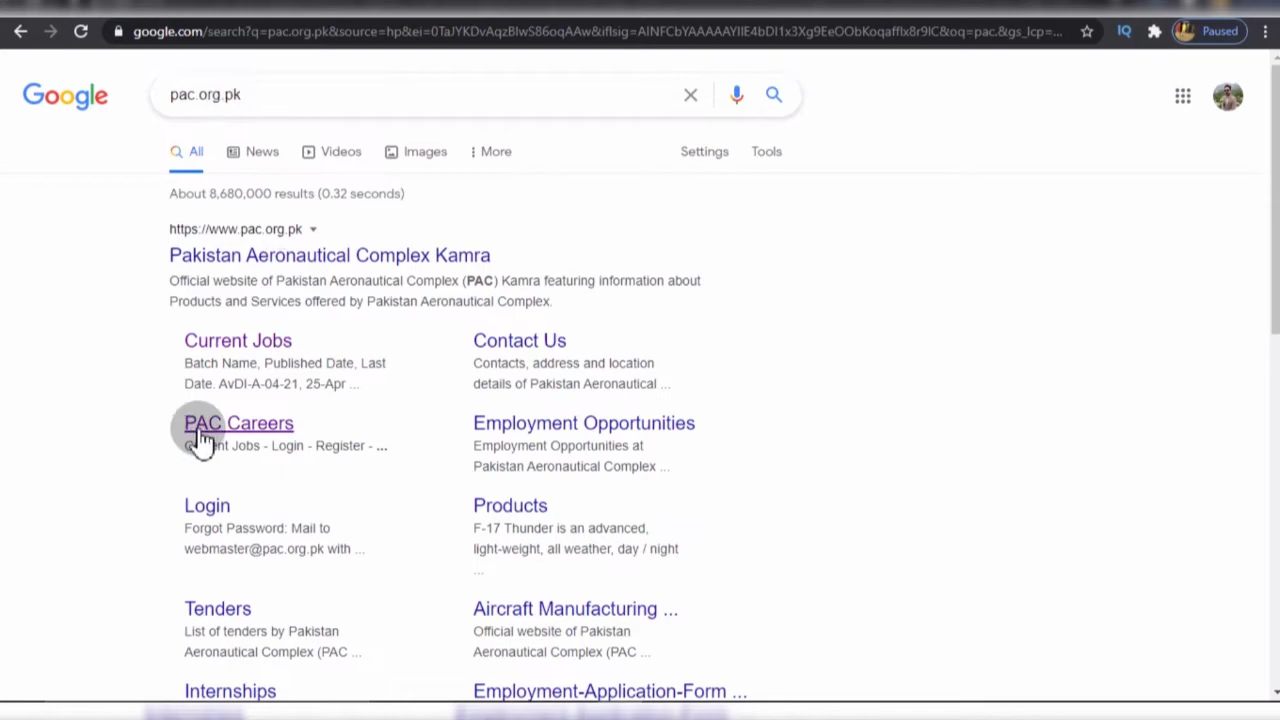 google.com/search?q=pac.org.pk&source=hp&ei=
IQ
Paused
Google
pac.org.pk
All
News
Videos
Images
More
Settings
Tools
About 8,680,000 results (0.32 seconds)
https://www.pac.org.pk
Pakistan Aeronautical Complex Kamra
Official website of Pakistan Aeronautical Complex (PAC) Kamra featuring information about
Products and Services offered by Pakistan Aeronautical Complex.
Current Jobs
Batch Name, Published Date, Last
Date. AvDI-A-04-21, 25-Apr ...
PAC Careers
Jobs - Login - Register - ...
Login
Forgot Password: Mail to
webmaster@pac.org.pk with ...
Tenders
List of tenders by Pakistan
Aeronautical Complex (PAC ...
Internships
Contact Us
Contacts, address and location
details of Pakistan Aeronautical ...
Employment Opportunities
Employment Opportunities at
Pakistan Aeronautical Complex ...
Products
F-17 Thunder is an advanced,
light-weight, all weather, day / night
...
Aircraft Manufacturing ...
Official website of Pakistan
Aeronautical Complex (PAC ...
Employment-Application-Form ...